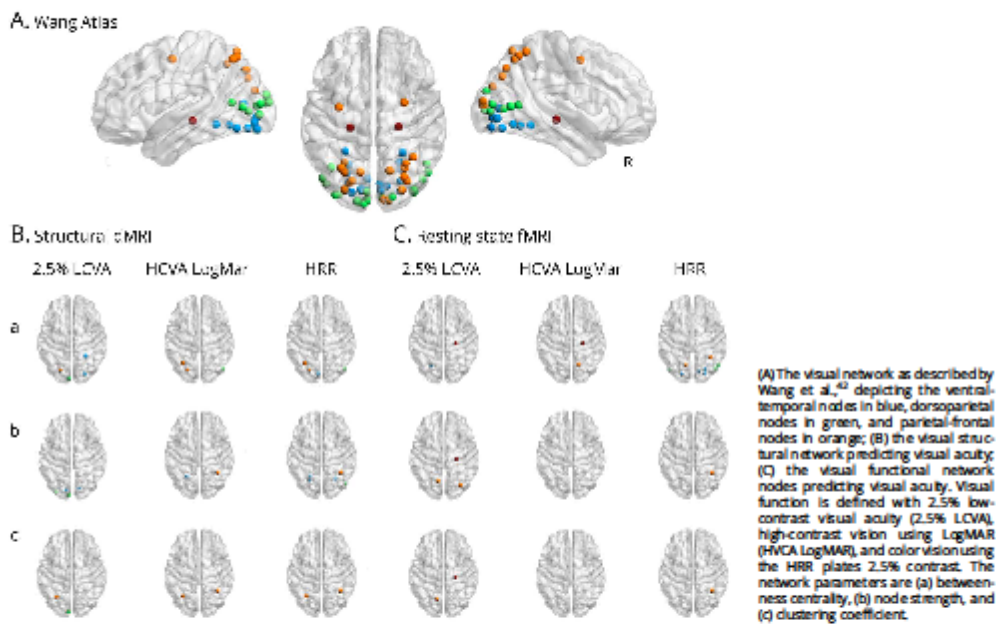 A. Wang Atlas
R
B. Structural dMRI
C. Resting state fMRI
2.5% LCVA
HCVA LogMar
HRR
2.5% LCVA
HCVA LogMar
HRR
a
b
c
(A) The visual network as described by
Wang et al.,⁴² depicting the ventral-
temporal nodes in blue, dorsoparietal
nodes in green, and parietal-frontal
nodes in orange; (B) the visual struc-
tural network predicting visual acuity;
(C) the visual functional network
nodes predicting visual acuity. Visual
function is defined with 2.5% low-
contrast visual acuity (2.5% LCVA),
high-contrast vision using LogMAR
(HVCA LogMAR), and color vision using
the HRR plates 2.5% contrast. The
network parameters are (a) between-
ness centrality, (b) node strength, and
(c) clustering coefficient.